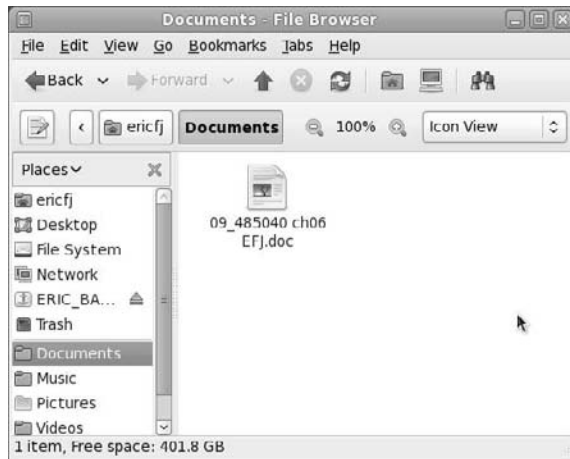 Documents - File Browser
File Edit View Go Bookmarks Tabs Help
Back Forward
ericfj Documents 100% Icon View
Places
ericfj
Desktop
File System
Network
ERIC_BA...
Trash
Documents
Music
Pictures
Videos
09_485040 ch06
EFJ.doc
1 item, Free space: 401.8 GB